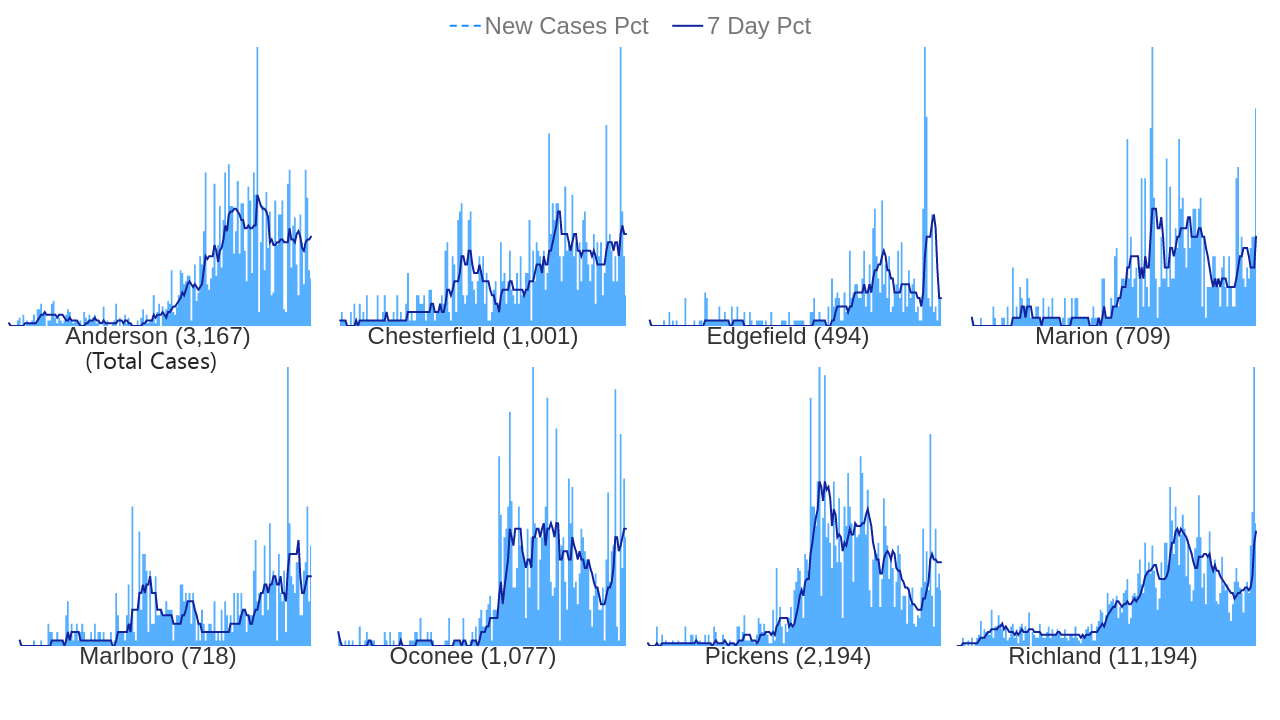 New Cases Pct 7 Day Pct
Anderson (3,167) Chesterfield (1,001) Edgefield (494) Marion (709)
(Total Cases)
Marlboro (718) Oconee (1,077) Pickens (2,194) Richland (11,194)